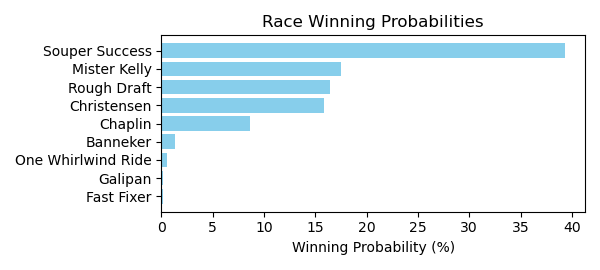 Race Winning Probabilities
Souper Success
Mister Kelly
Rough Draft
Christensen
Chaplin
Banneker
One Whirlwind Ride
Galipan
Fast Fixer
0 5 10 15 20 25 30 35 40
Winning Probability (%)